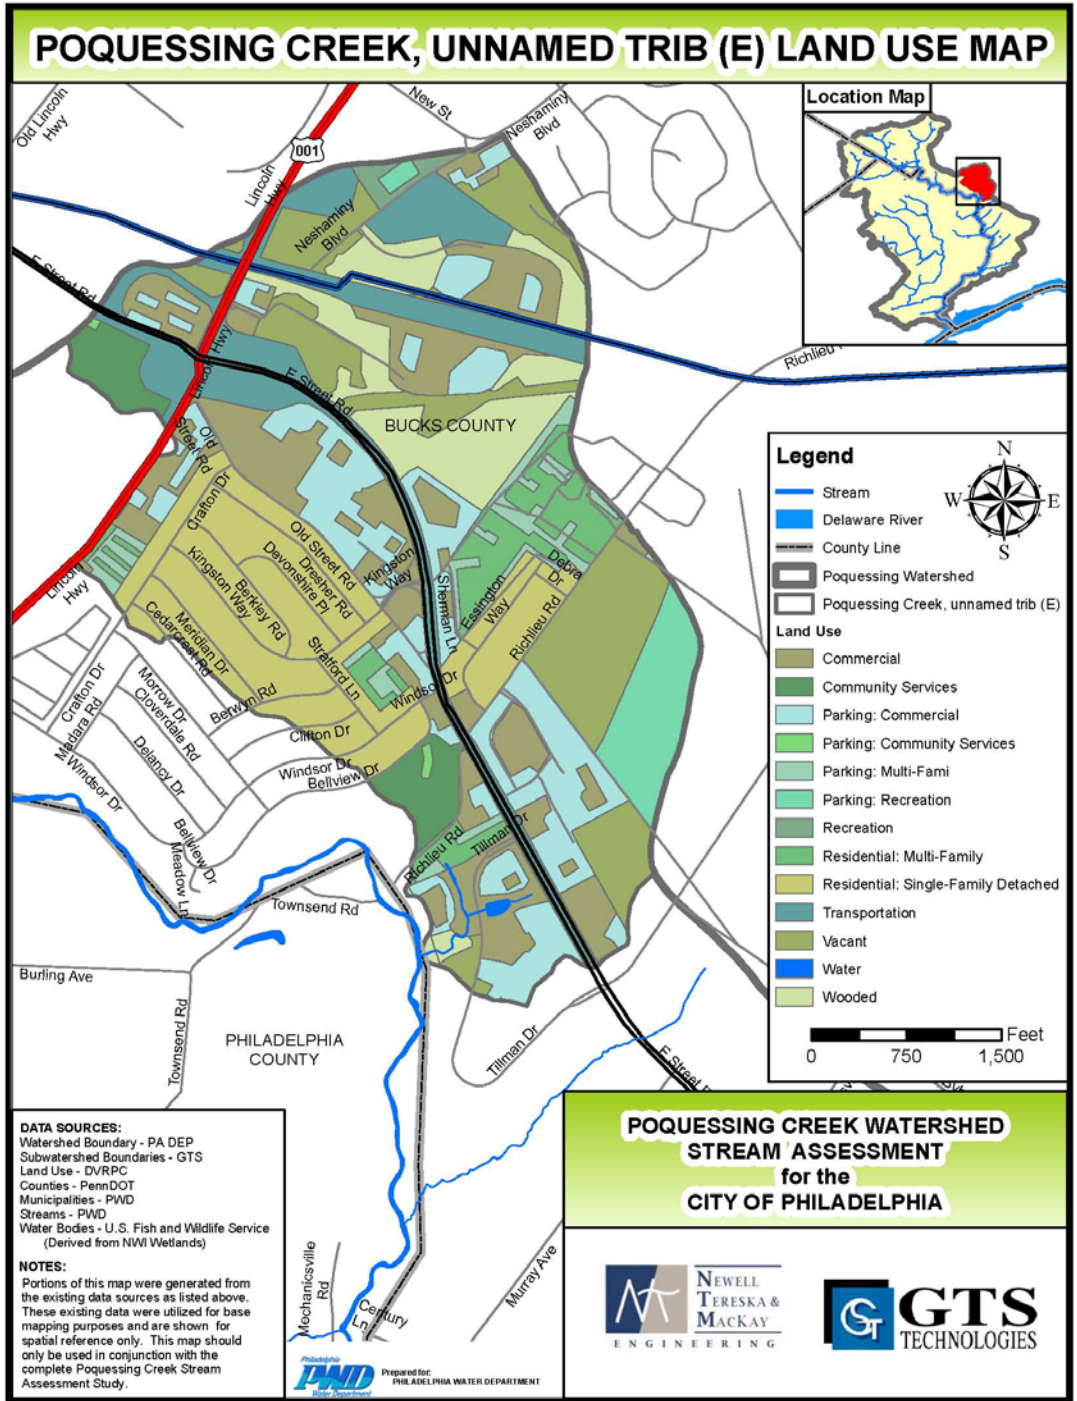 POQUESSING CREEK, UNNAMED TRIB (E) LAND USE MAP
Old Lincoln
Hwy
New St
Neshaminy
Blvd
001
Lincoln
Hwy
Neshaminy
Blvd
E Street Rd
Lincoln Hwy
E Street Rd
BUCKS COUNTY
Richlieu
Old
Street Rd
Crafton Dr
Old Street Rd
Dresher Rd
Devonshire Pl
Kingston
Way
Kingston Way
Berkley Rd
Sherman Ln
Debra
Dr
Essington
Way
Richlieu Rd
Lincoln
Hwy
Meridian Dr
Cedarcrest Rd
Stratford Ln
Windsor Dr
Berwyn Rd
Crafton Dr
Madara Rd
Morrow Dr
Cloverdale Rd
Delancy Dr
Clifton Dr
Windsor Dr
Bellview Dr
Windsor Dr
Bellview Dr
Meadow Ln
Richlieu Rd
Tillman Dr
Townsend Rd
Burling Ave
Townsend Rd
PHILADELPHIA
COUNTY
Tillman Dr
E Street
Mechanicsville
Rd
Century
Ln
Murray Ave
Location Map
Legend
N
W
E
S
Stream
Delaware River
County Line
Poquessing Watershed
Poquessing Creek, unnamed trib (E)
Land Use
Commercial
Community Services
Parking: Commercial
Parking: Community Services
Parking: Multi-Fami
Parking: Recreation
Recreation
Residential: Multi-Family
Residential: Single-Family Detached
Transportation
Vacant
Water
Wooded
Feet
0 750 1,500
DATA SOURCES:
Watershed Boundary - PA DEP
Subwatershed Boundaries - GTS
Land Use - DVRPC
Counties - PennDOT
Municipalities - PWD
Streams - PWD
Water Bodies - U.S. Fish and Wildlife Service
(Derived from NWI Wetlands)
NOTES:
Portions of this map were generated from
the existing data sources as listed above.
These existing data were utilized for base
mapping purposes and are shown for
spatial reference only. This map should
only be used in conjunction with the
complete Poquessing Creek Stream
Assessment Study.
Philadelphia
PWD
Water Department
Prepared for:
PHILADELPHIA WATER DEPARTMENT
POQUESSING CREEK WATERSHED
STREAM ASSESSMENT
for the
CITY OF PHILADELPHIA
NEWELL
TERESKA &
MACKAY
ENGINEERING
GTS
TECHNOLOGIES